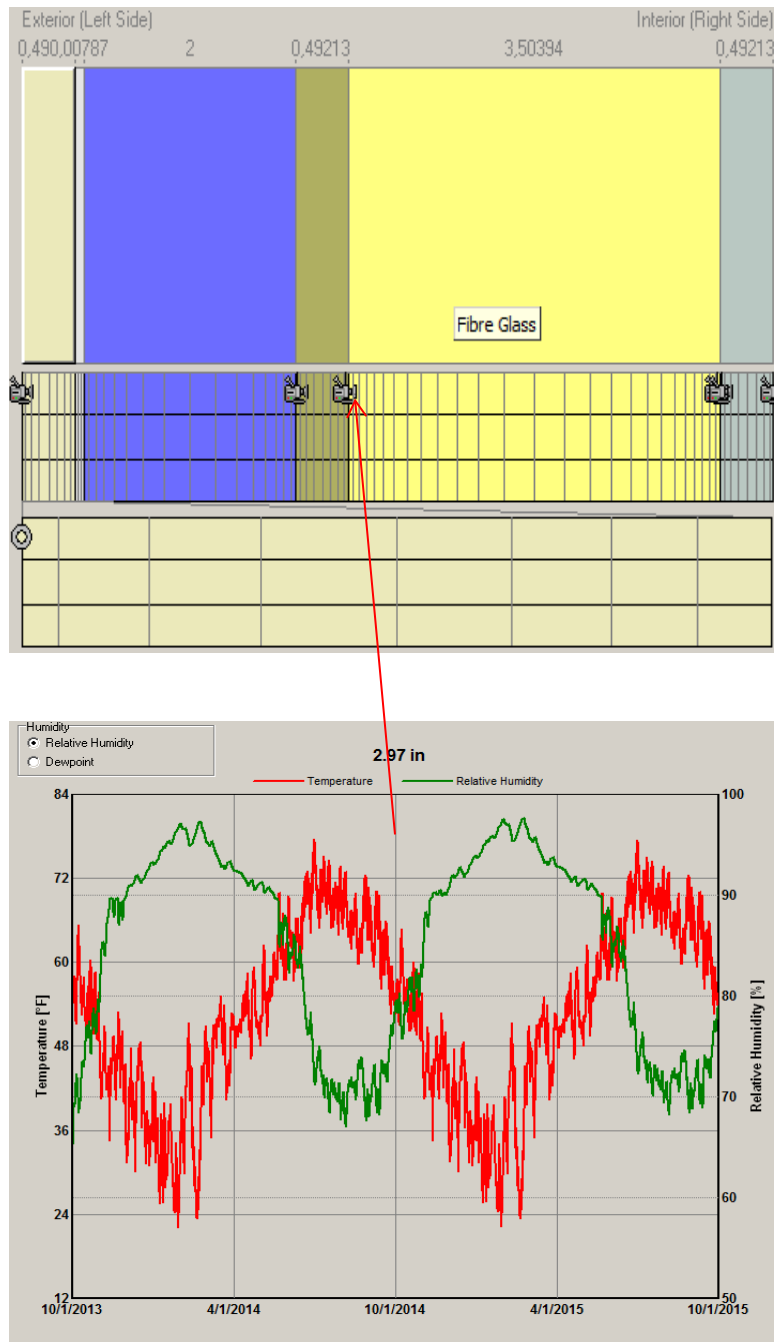 Exterior (Left Side) Interior (Right Side)
0,490,00787 2 0,49213 3,50394 0,49213
Fibre Glass
Humidity
Relative Humidity
Dewpoint
2.97 in
Temperature Relative Humidity
84 100
72 90
60 80
48 70
36 60
24
12 50
Temperature [°F]
Relative Humidity [%]
10/1/2013 4/1/2014 10/1/2014 4/1/2015 10/1/2015